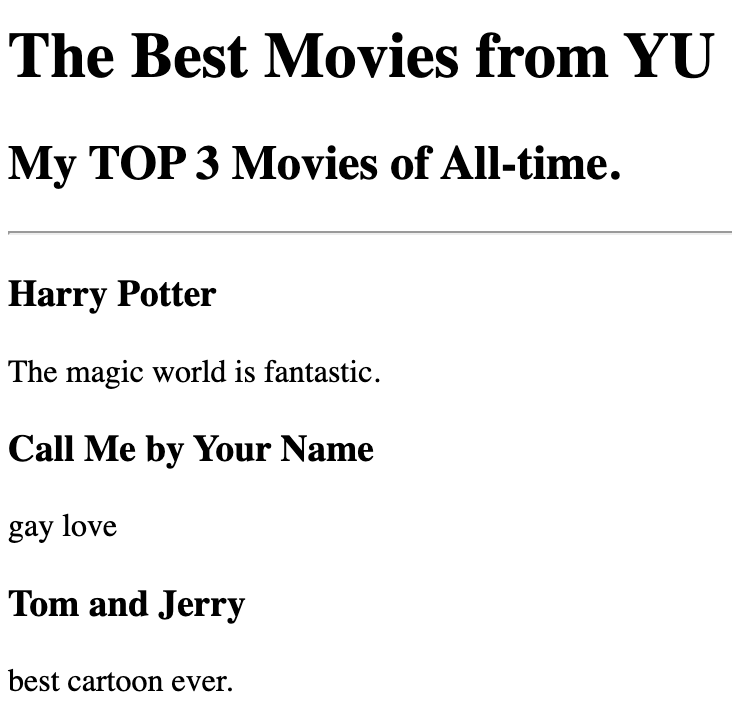 The Best Movies from YU
My TOP 3 Movies of All-time.
Harry Potter
The magic world is fantastic.
Call Me by Your Name
gay love
Tom and Jerry
best cartoon ever.